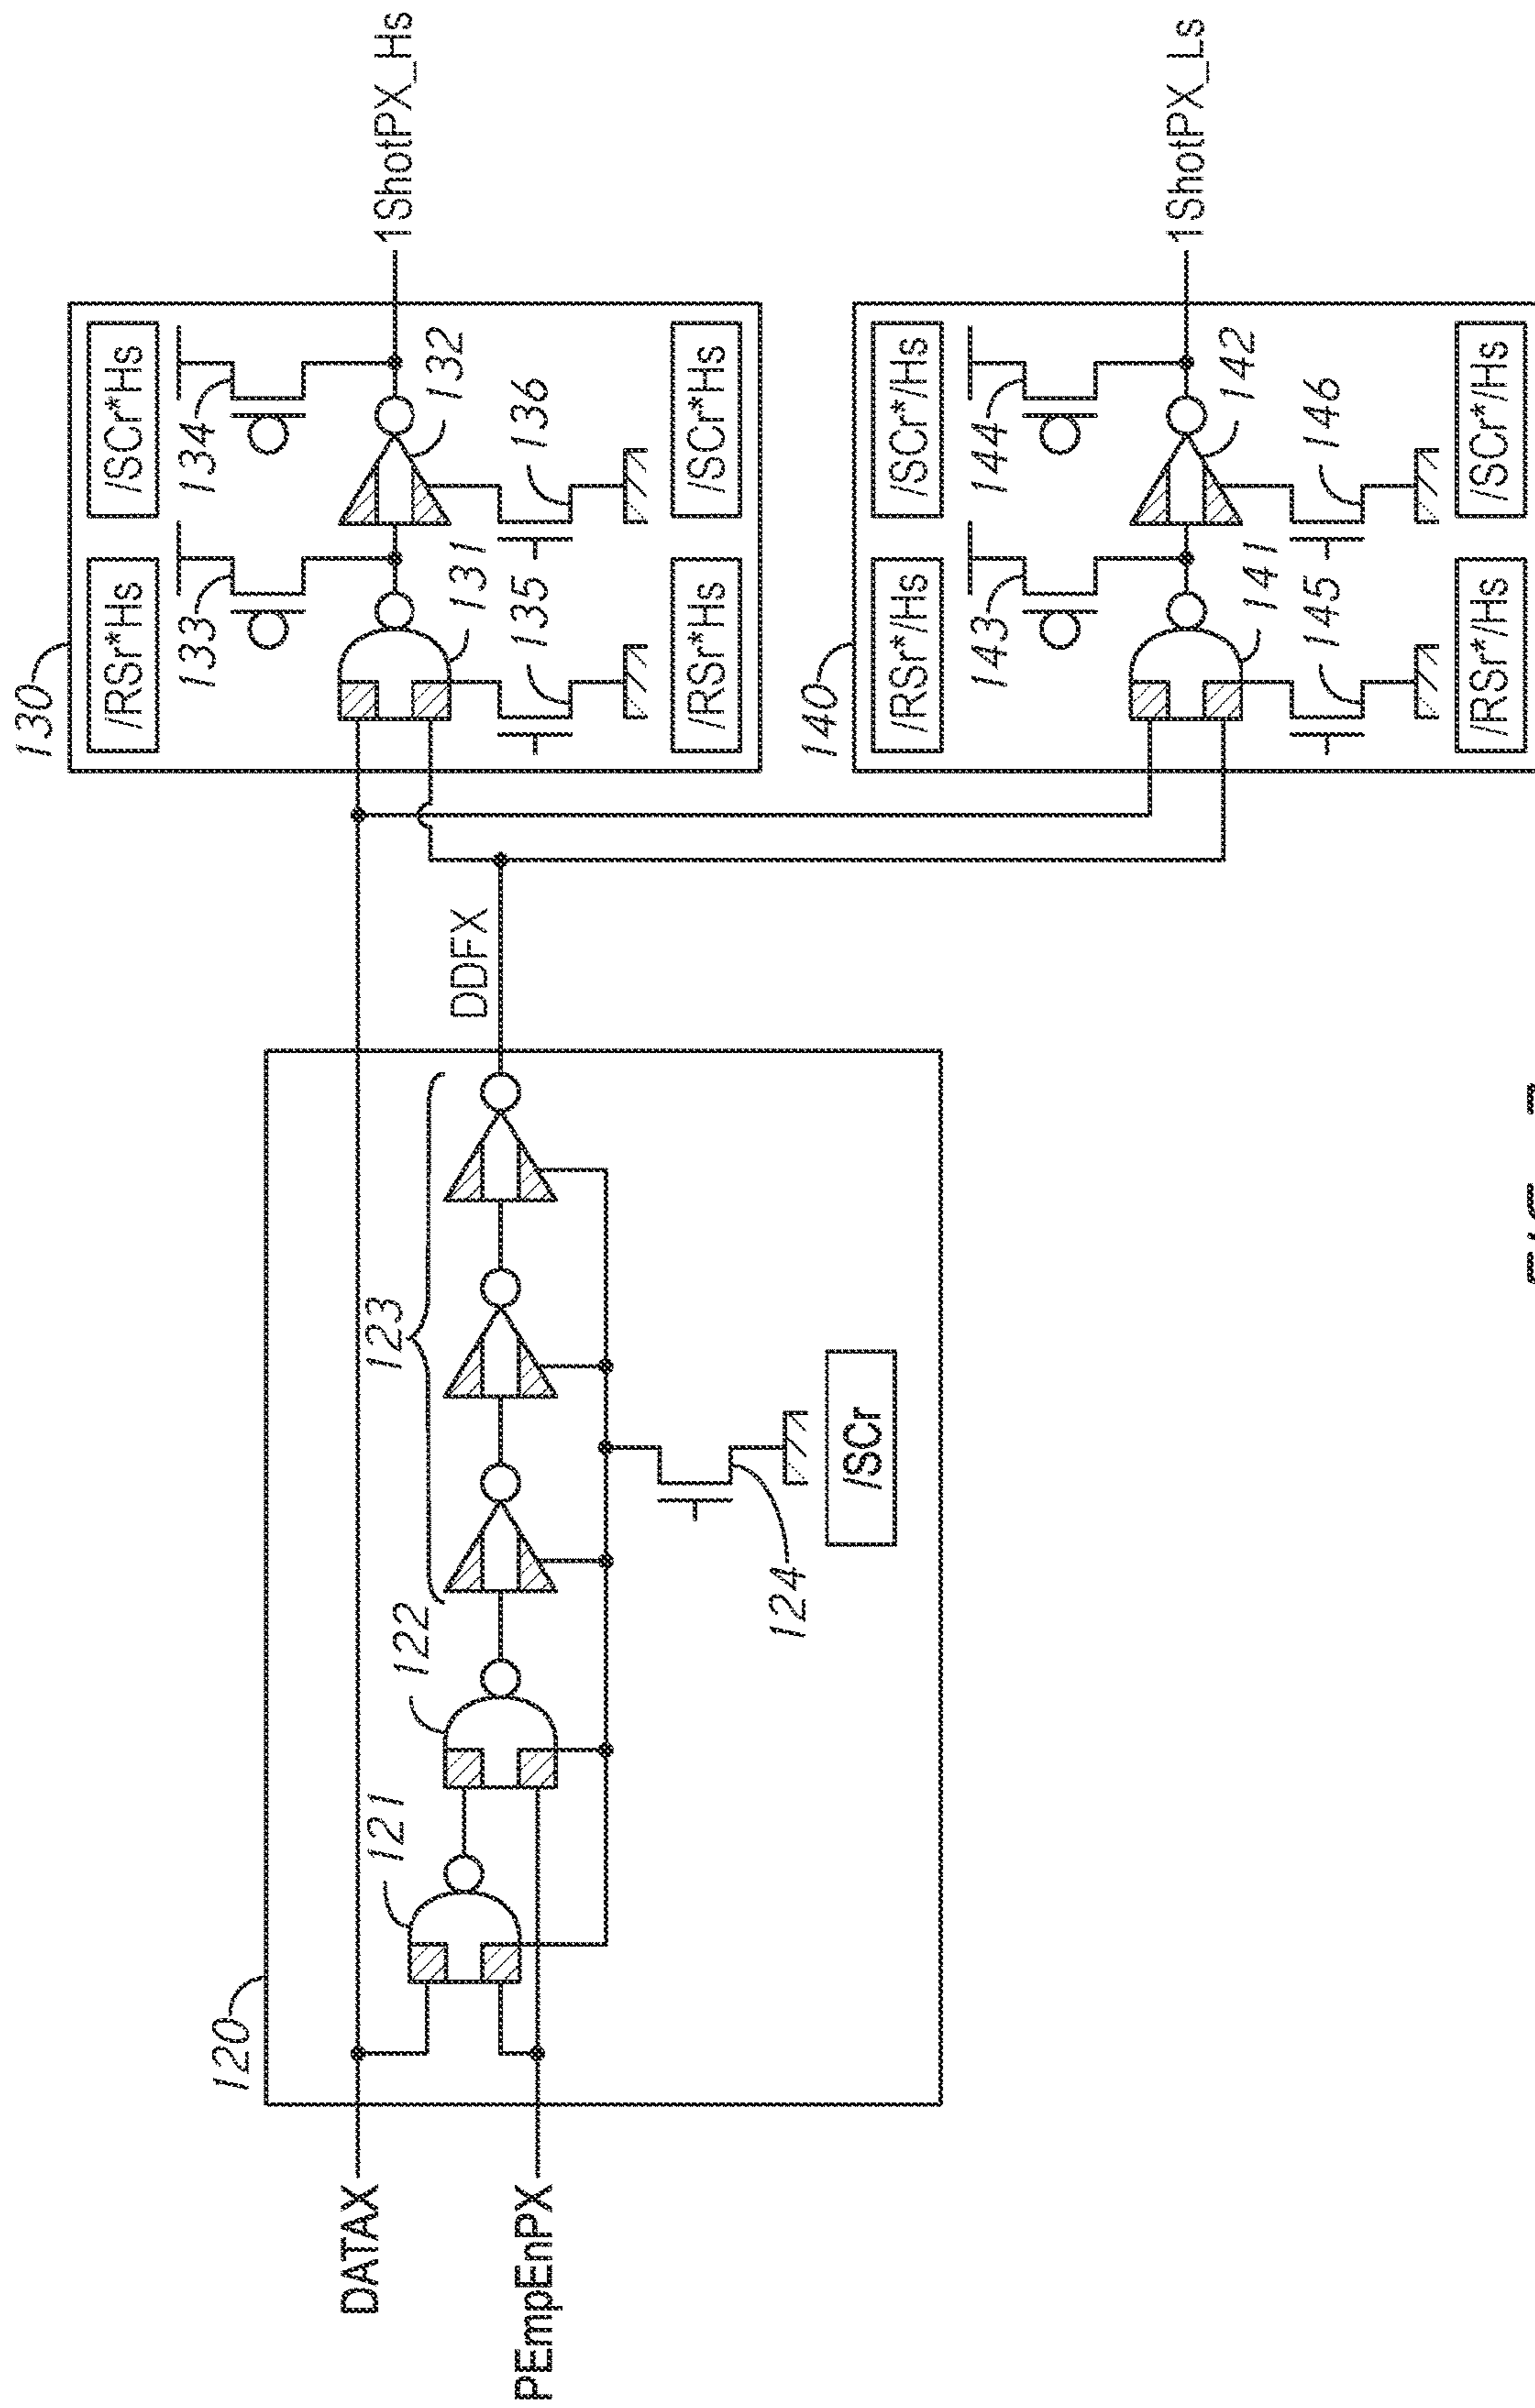 DATAX
PEmpEnPX
120
121
122
123
124
/SCr
DDFX
130
/RSr*Hs
/SCr*Hs
133
134
131
132
135
136
/RSr*Hs
/SCr*Hs
1ShotPX_Hs
140
/RSr*/Hs
/SCr*/Hs
143
144
141
142
145
146
/RSr*/Hs
/SCr*/Hs
1ShotPX_Ls